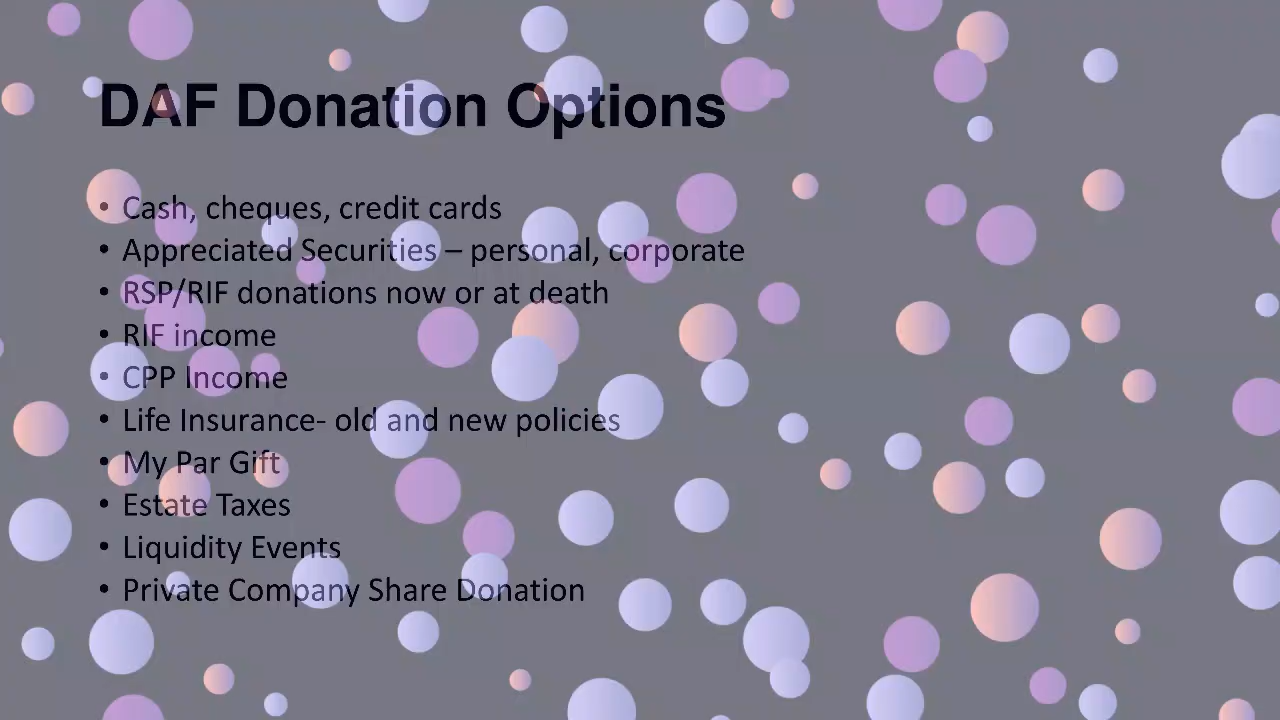 DAF Donation Options
• Cash, cheques, credit cards
• Appreciated Securities – personal, corporate
• RSP/RIF donations now or at death
• RIF income
• CPP Income
• Life Insurance- old and new policies
• My Par Gift
• Estate Taxes
• Liquidity Events
• Private Company Share Donation